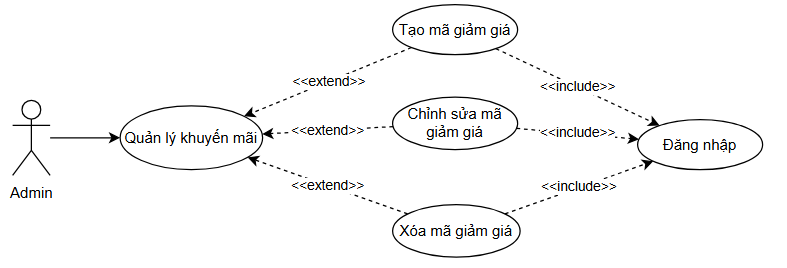 Tạo mã giảm giá
<<extend>>
<<include>>
Chỉnh sửa mã
giảm giá
Quản lý khuyến mãi
<<extend>>
<<include>>
Đăng nhập
Admin
<<extend>>
<<include>>
Xóa mã giảm giá